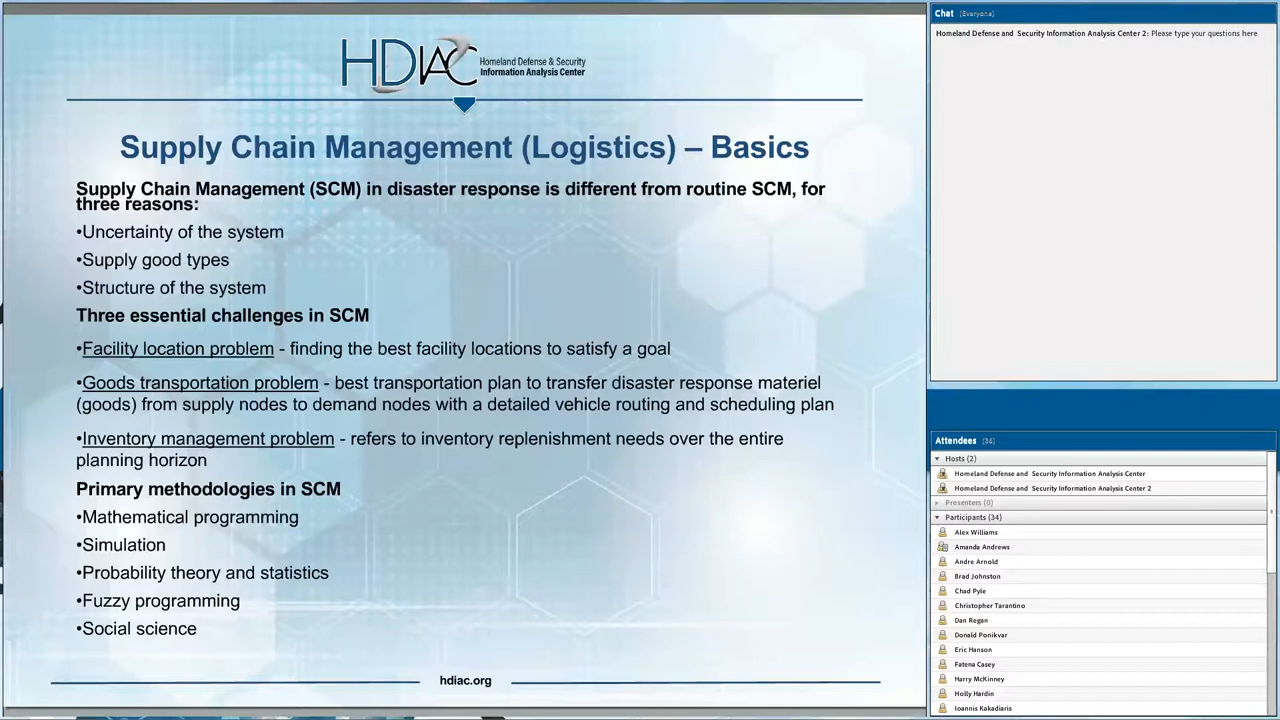 HDIAC Homeland Defense & Security
Information Analysis Center
Supply Chain Management (Logistics) – Basics
Supply Chain Management (SCM) in disaster response is different from routine SCM, for
three reasons:
•Uncertainty of the system
•Supply good types
•Structure of the system
Three essential challenges in SCM
•Facility location problem - finding the best facility locations to satisfy a goal
•Goods transportation problem - best transportation plan to transfer disaster response materiel
(goods) from supply nodes to demand nodes with a detailed vehicle routing and scheduling plan
•Inventory management problem - refers to inventory replenishment needs over the entire
planning horizon
Primary methodologies in SCM
•Mathematical programming
•Simulation
•Probability theory and statistics
•Fuzzy programming
•Social science
hdiac.org
Chat (Everyone)
Homeland Defense and Security Information Analysis Center 2: Please type your questions here
Attendees (36)
Hosts (2)
Homeland Defense and Security Information Analysis Center
Homeland Defense and Security Information Analysis Center 2
Presenters (0)
Participants (34)
Alex Williams
Amanda Andrews
Andre Arnold
Brad Johnston
Chad Pyle
Christopher Tarantino
Dan Regan
Donald Ponikvar
Eric Hanson
Fatena Casey
Harry McKinney
Holly Hardin
Ioannis Kakadiaris